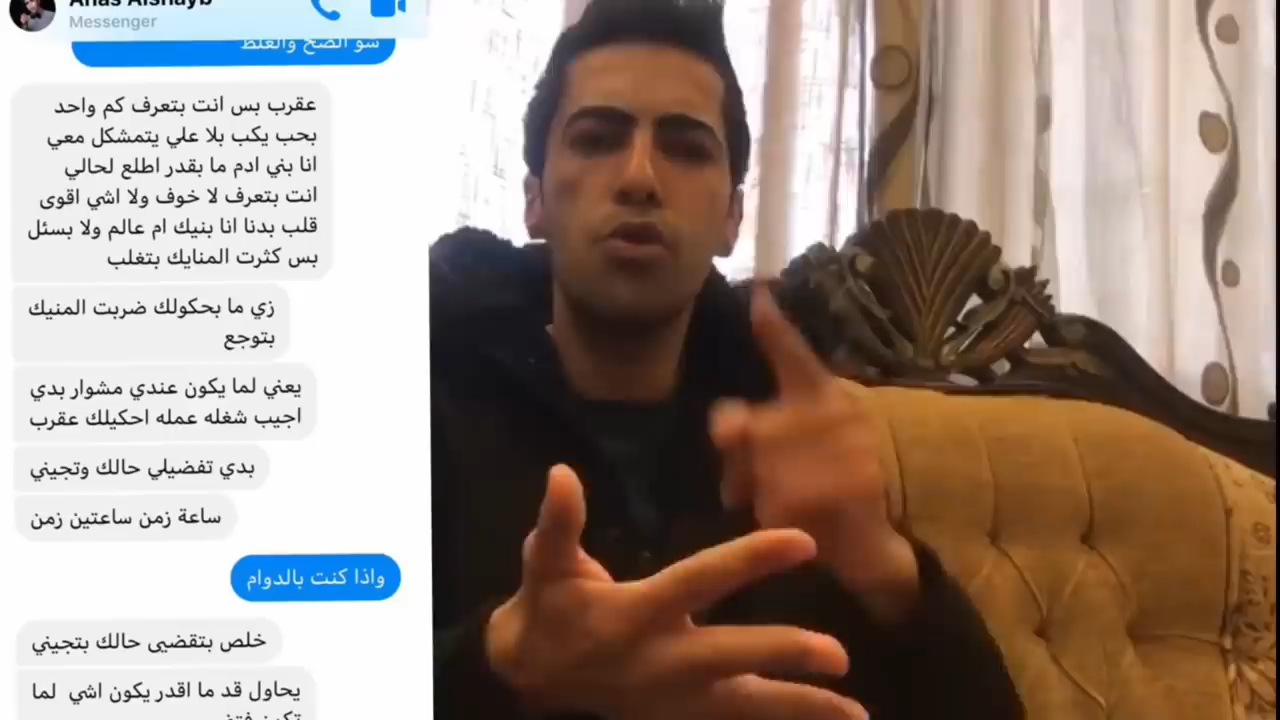 Anas Alshayb
Messenger
شو الصح والغلط
عقرب بس انت بتعرف كم واحد
بحب يكب بلا علي يتمشكل معي
انا بني ادم ما بقدر اطلع لحالي
انت بتعرف لا خوف ولا اشي اقوى
قلب بدنا انا بنيك ام عالم ولا بسئل
بس كثرت المنايك بتغلب
زي ما بحكولك ضربت المنيك
بتوجع
يعني لما يكون عندي مشوار بدي
اجيب شغله عمله احكيلك عقرب
بدي تفضيلي حالك وتجيني
ساعة زمن ساعتين زمن
واذا كنت بالدوام
خلص بتقضيى حالك بتجيني
يحاول قد ما اقدر يكون اشي لما